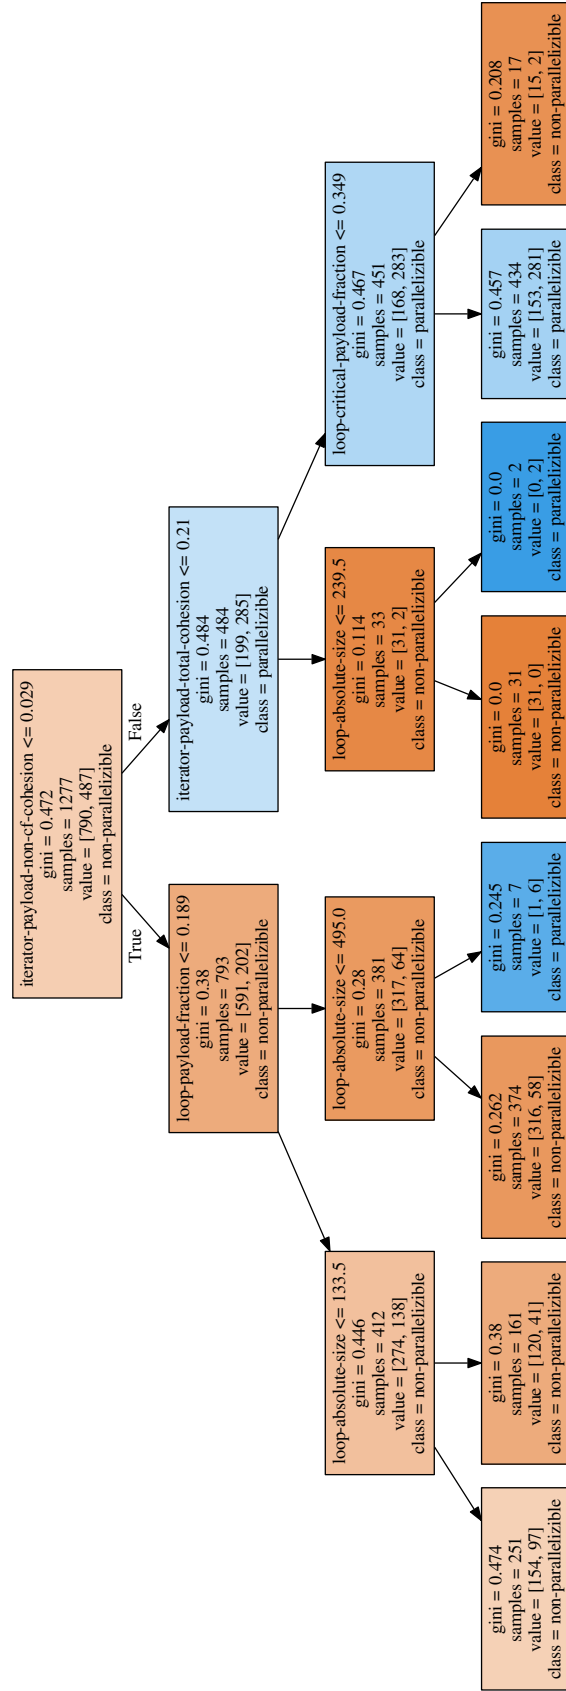 iterator-payload-non-cf-cohesion <= 0.029
gini = 0.472
samples = 1277
value = [790, 487]
class = non-parallelizible
True
False
loop-payload-fraction <= 0.189
gini = 0.38
samples = 793
value = [591, 202]
class = non-parallelizible
iterator-payload-total-cohesion <= 0.21
gini = 0.484
samples = 484
value = [199, 285]
class = parallelizible
loop-absolute-size <= 133.5
gini = 0.446
samples = 412
value = [274, 138]
class = non-parallelizible
loop-absolute-size <= 495.0
gini = 0.28
samples = 381
value = [317, 64]
class = non-parallelizible
loop-absolute-size <= 239.5
gini = 0.114
samples = 33
value = [31, 2]
class = non-parallelizible
loop-critical-payload-fraction <= 0.349
gini = 0.467
samples = 451
value = [168, 283]
class = parallelizible
gini = 0.474
samples = 251
value = [154, 97]
class = non-parallelizible
gini = 0.38
samples = 161
value = [120, 41]
class = non-parallelizible
gini = 0.262
samples = 374
value = [316, 58]
class = non-parallelizible
gini = 0.245
samples = 7
value = [1, 6]
class = parallelizible
gini = 0.0
samples = 31
value = [31, 0]
class = non-parallelizible
gini = 0.0
samples = 2
value = [0, 2]
class = parallelizible
gini = 0.457
samples = 434
value = [153, 281]
class = parallelizible
gini = 0.208
samples = 17
value = [15, 2]
class = non-parallelizible